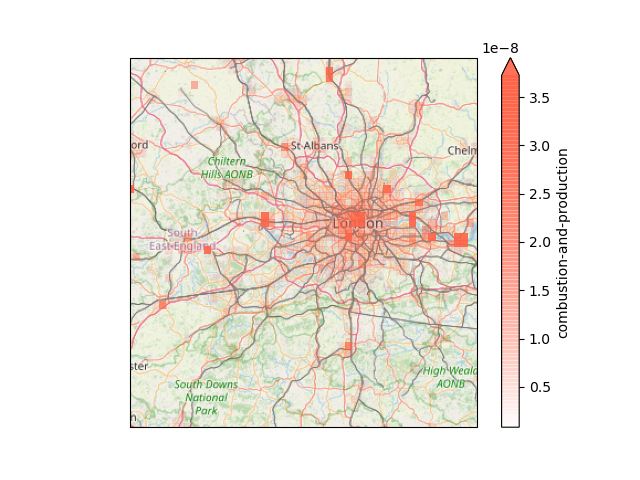 1e−8
3.5
3.0
2.5
2.0
1.5
1.0
0.5
combustion-and-production
ord
St Albans
Chelm
Chiltern
Hills AONB
London
South
East England
ster
South Downs
National
Park
High Weald
AONB
n